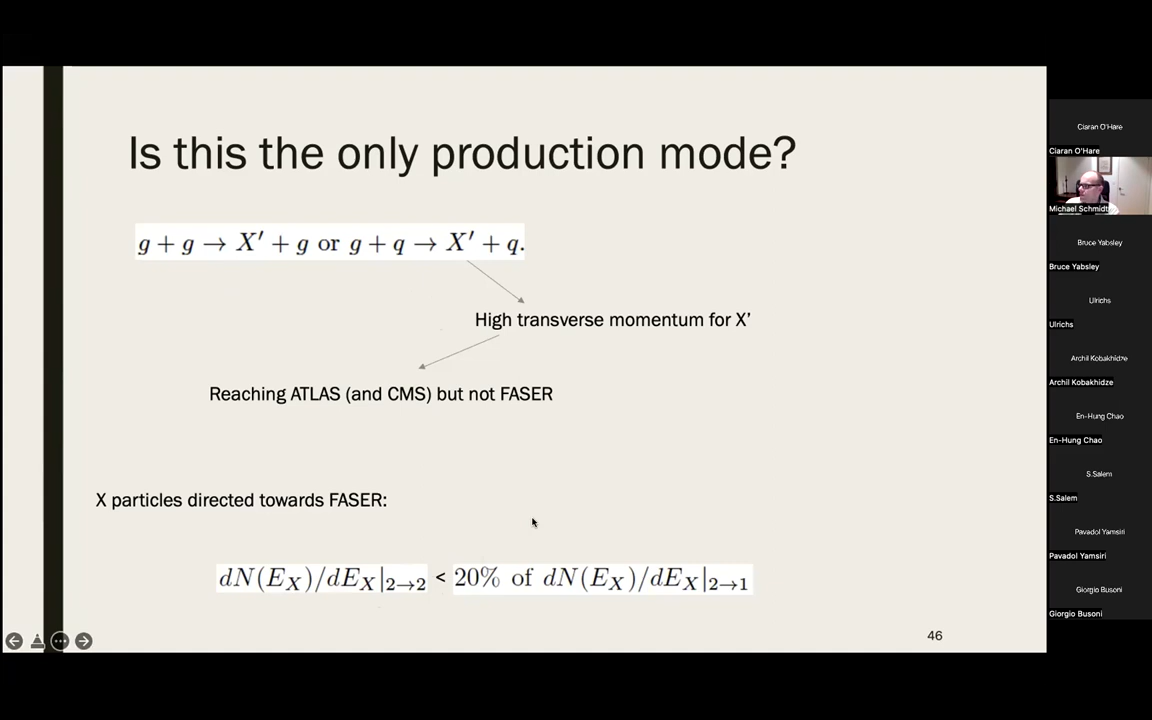 Is this the only production mode?
g + g → X′ + g or g + q → X′ + q.
High transverse momentum for X’
Reaching ATLAS (and CMS) but not FASER
X particles directed towards FASER:
dN(E_X)/dE_X|_{2→2} < 20% of dN(E_X)/dE_X|_{2→1}
46
Ciaran O'Hare
Ciaran O'Hare
Michael Schmidt
Bruce Yabsley
Bruce Yabsley
Ulrichs
Ulrichs
Archil Kobakhidze
Archil Kobakhidze
En-Hung Chao
En-Hung Chao
S.Salem
S.Salem
Pavadol Yamsiri
Pavadol Yamsiri
Giorgio Busoni
Giorgio Busoni